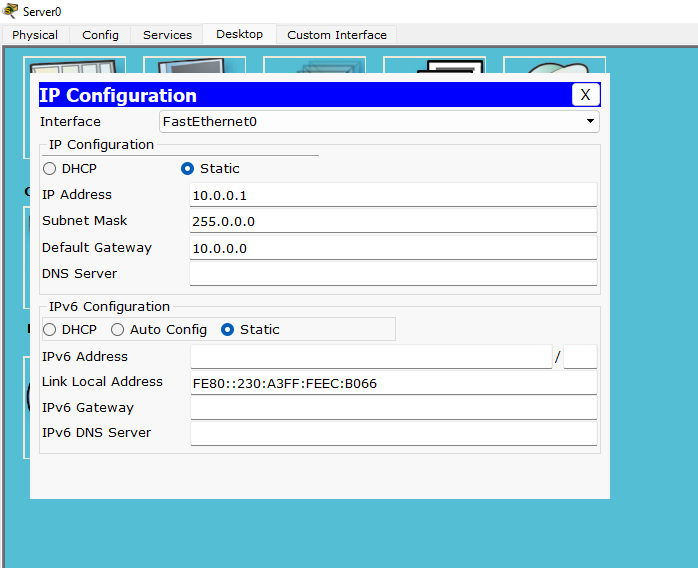 Server0
Physical Config Services Desktop Custom Interface
IP Configuration X
Interface FastEthernet0
IP Configuration
DHCP Static
IP Address 10.0.0.1
Subnet Mask 255.0.0.0
Default Gateway 10.0.0.0
DNS Server
IPv6 Configuration
DHCP Auto Config Static
IPv6 Address /
Link Local Address FE80::230:A3FF:FEEC:B066
IPv6 Gateway
IPv6 DNS Server